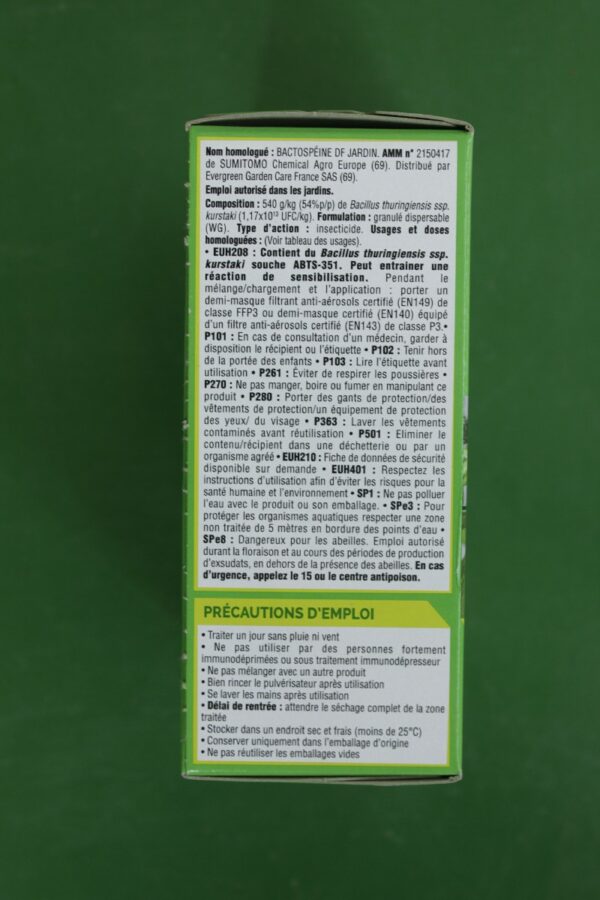 Nom homologué : BACTOSPÉINE DF JARDIN. AMM n° 2150417
de SUMITOMO Chemical Agro Europe (69). Distribué par
Evergreen Garden Care France SAS (69).
Emploi autorisé dans les jardins.
Composition : 540 g/kg (54%p/p) de Bacillus thuringiensis ssp.
kurstaki (1,17x10¹³ UFC/kg). Formulation : granulé dispersable
(WG). Type d'action : insecticide. Usages et doses
homologuées : (Voir tableau des usages).
• EUH208 : Contient du Bacillus thuringiensis ssp.
kurstaki souche ABTS-351. Peut entrainer une
réaction de sensibilisation. Pendant le
mélange/chargement et l'application : porter un
demi-masque filtrant anti-aérosols certifié (EN149) de
classe FFP3 ou demi-masque certifié (EN140) équipé
d'un filtre anti-aérosols certifié (EN143) de classe P3.•
P101 : En cas de consultation d'un médecin, garder à
disposition le récipient ou l'étiquette • P102 : Tenir hors
de la portée des enfants • P103 : Lire l'étiquette avant
utilisation • P261 : Éviter de respirer les poussières •
P270 : Ne pas manger, boire ou fumer en manipulant ce
produit • P280 : Porter des gants de protection/des
vêtements de protection/un équipement de protection
des yeux/ du visage • P363 : Laver les vêtements
contaminés avant réutilisation • P501 : Eliminer le
contenu/récipient dans une déchetterie ou par un
organisme agréé • EUH210 : Fiche de données de sécurité
disponible sur demande • EUH401 : Respectez les
instructions d'utilisation afin d'éviter les risques pour la
santé humaine et l'environnement • SP1 : Ne pas polluer
l'eau avec le produit ou son emballage. • SPe3 : Pour
protéger les organismes aquatiques respecter une zone
non traitée de 5 mètres en bordure des points d'eau •
SPe8 : Dangereux pour les abeilles. Emploi autorisé
durant la floraison et au cours des périodes de production
d'exsudats, en dehors de la présence des abeilles. En cas
d'urgence, appelez le 15 ou le centre antipoison.
PRÉCAUTIONS D'EMPLOI
• Traiter un jour sans pluie ni vent
• Ne pas utiliser par des personnes fortement
immunodéprimées ou sous traitement immunodépresseur
• Ne pas mélanger avec un autre produit
• Bien rincer le pulvérisateur après utilisation
• Se laver les mains après utilisation
• Délai de rentrée : attendre le séchage complet de la zone
traitée
• Stocker dans un endroit sec et frais (moins de 25°C)
• Conserver uniquement dans l'emballage d'origine
• Ne pas réutiliser les emballages vides